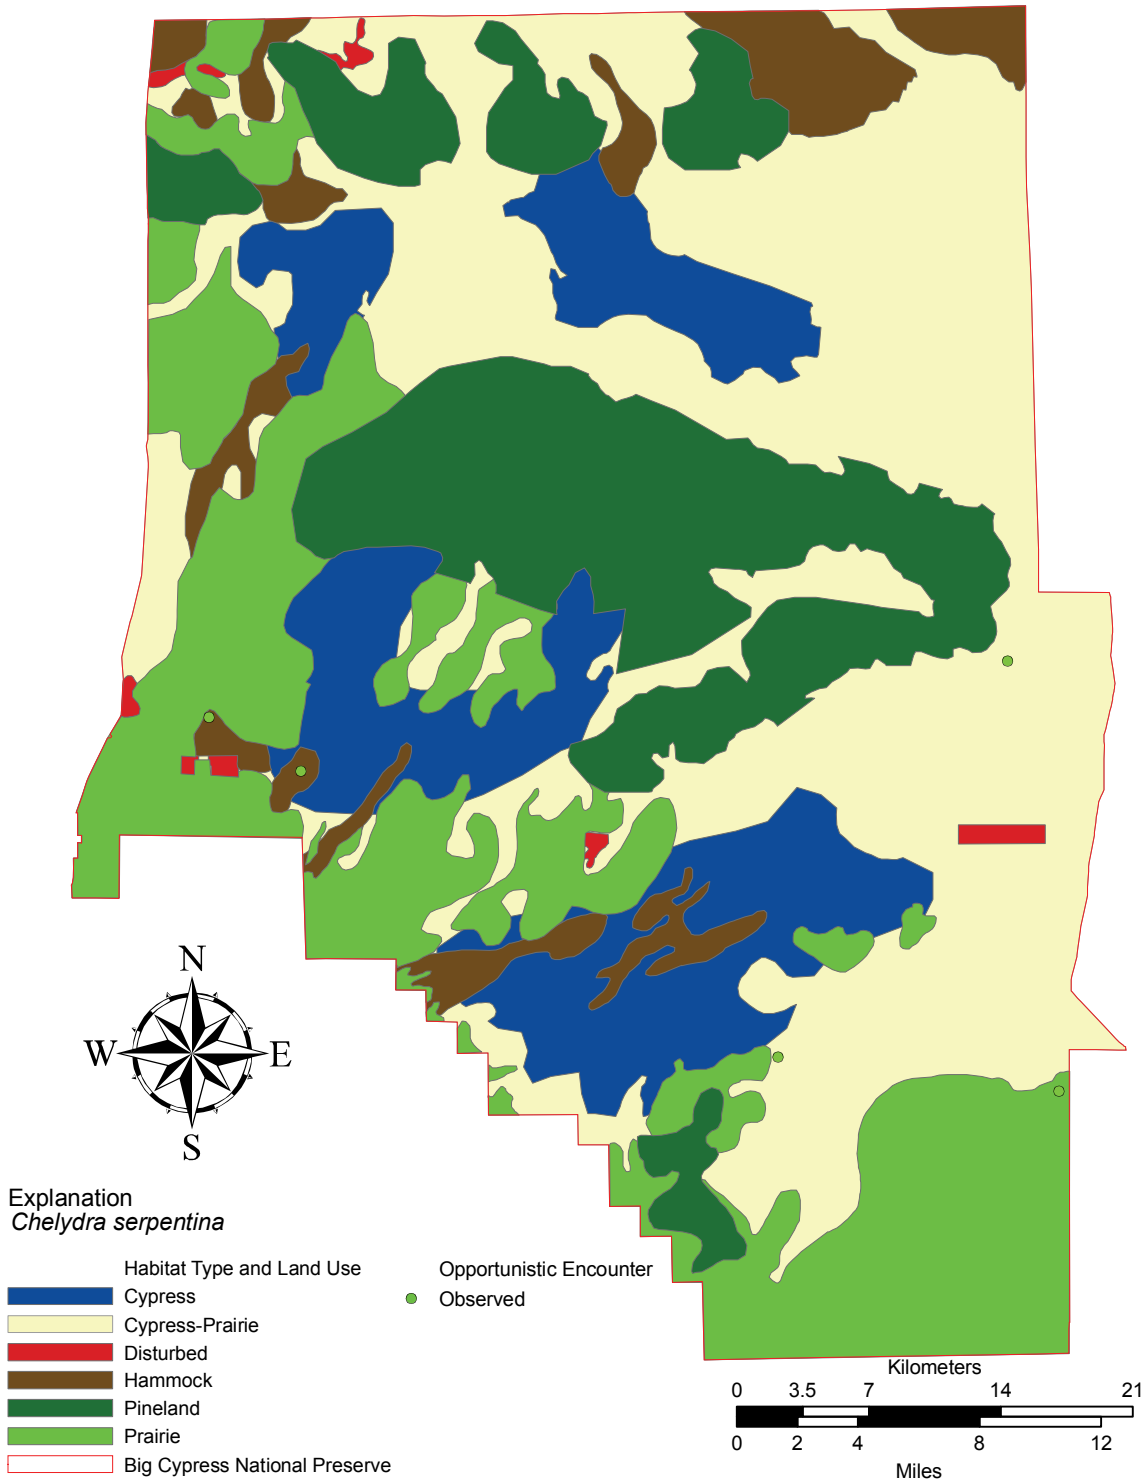 N
W E
S
Explanation
Chelydra serpentina
Habitat Type and Land Use
Cypress
Cypress-Prairie
Disturbed
Hammock
Pineland
Prairie
Big Cypress National Preserve
Opportunistic Encounter
Observed
Kilometers
0 3.5 7 14 21
0 2 4 8 12
Miles